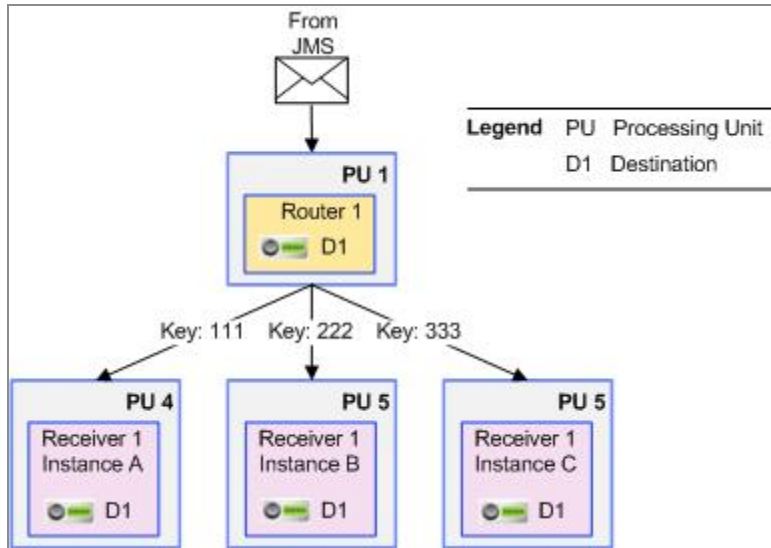 From
JMS
Legend PU Processing Unit
D1 Destination
PU 1
Router 1
D1
Key: 111 Key: 222 Key: 333
PU 4
Receiver 1
Instance A
D1
PU 5
Receiver 1
Instance B
D1
PU 5
Receiver 1
Instance C
D1